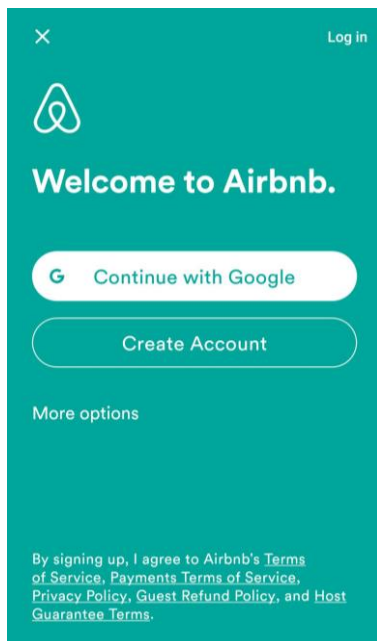 Log in
Welcome to Airbnb.
G Continue with Google
Create Account
More options
By signing up, I agree to Airbnb's Terms
of Service, Payments Terms of Service,
Privacy Policy, Guest Refund Policy, and Host
Guarantee Terms.